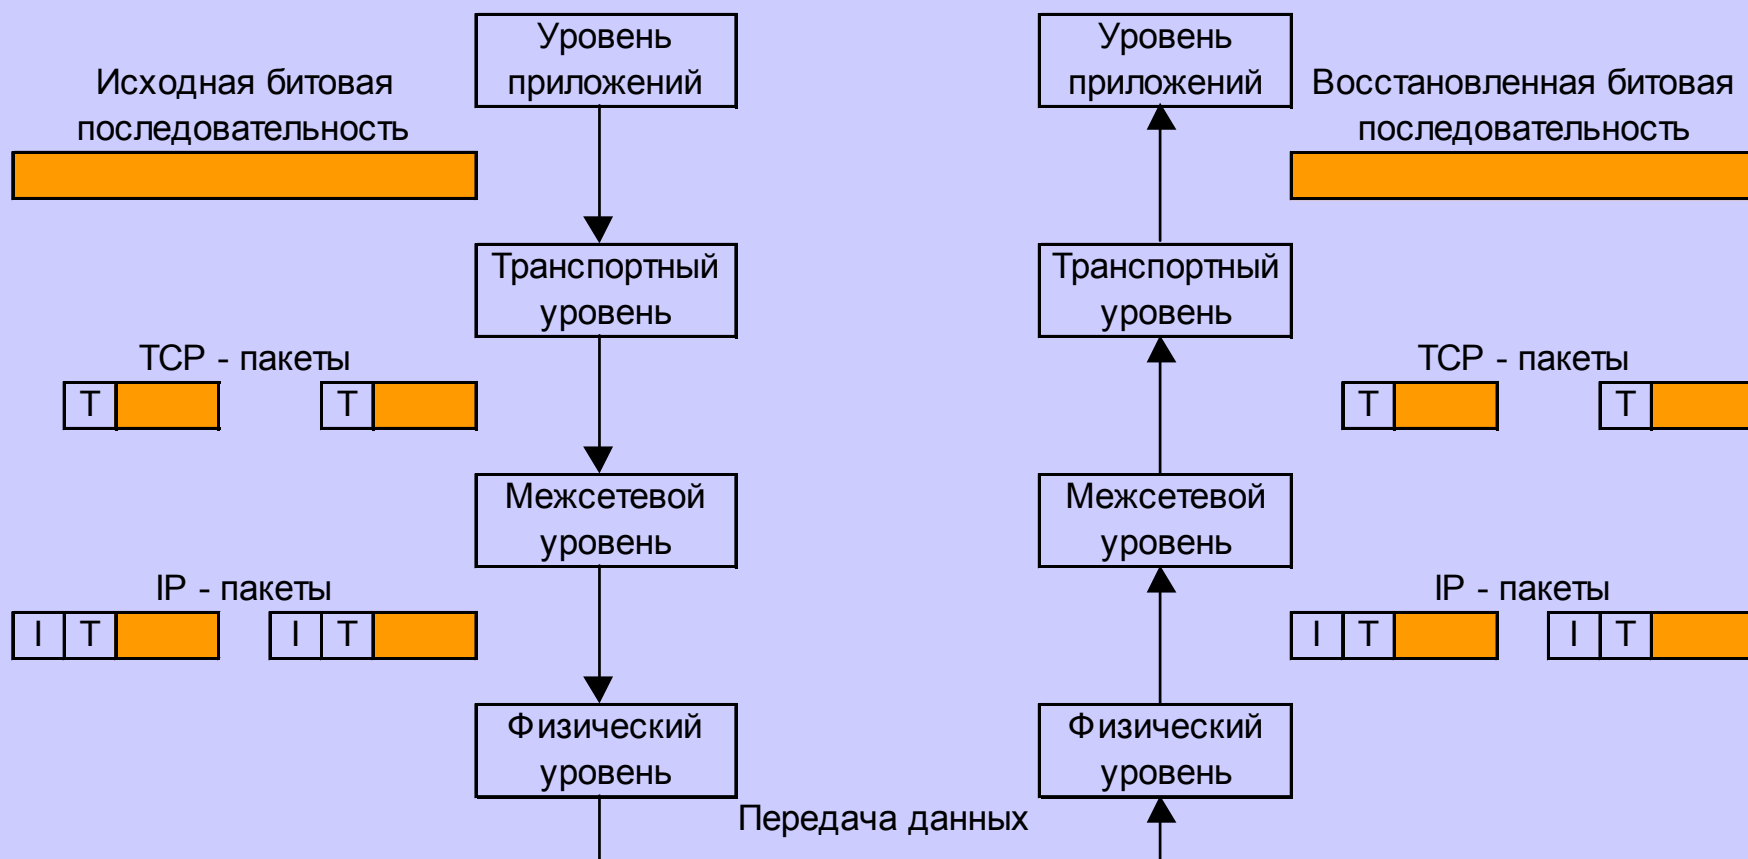 Уровень
приложений
Уровень
приложений
Исходная битовая
последовательность
Восстановленная битовая
последовательность
Транспортный
уровень
Транспортный
уровень
TCP - пакеты
T
T
TCP - пакеты
T
T
Межсетевой
уровень
Межсетевой
уровень
IP - пакеты
I T
I T
IP - пакеты
I T
I T
Физический
уровень
Физический
уровень
Передача данных